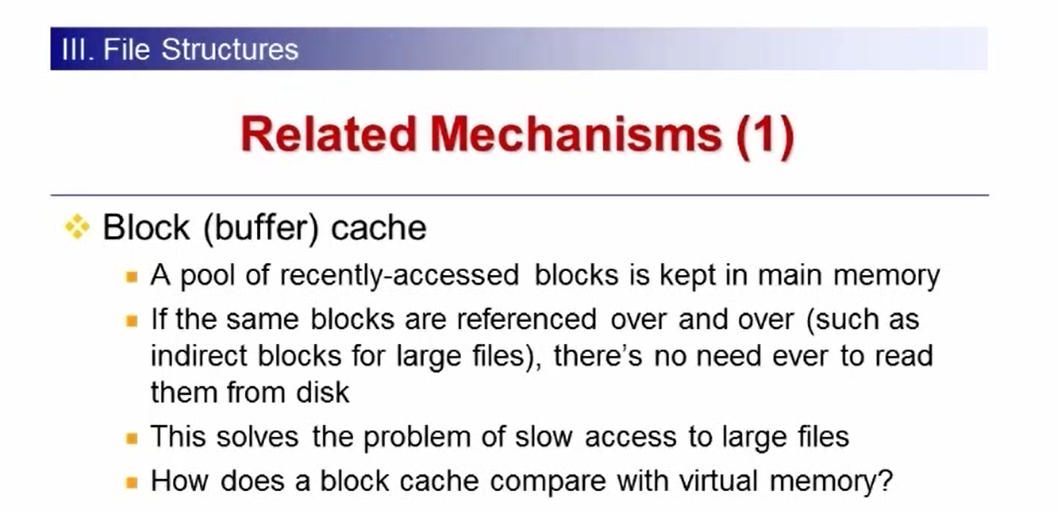 III. File Structures
Related Mechanisms (1)
Block (buffer) cache
A pool of recently-accessed blocks is kept in main memory
If the same blocks are referenced over and over (such as
indirect blocks for large files), there's no need ever to read
them from disk
This solves the problem of slow access to large files
How does a block cache compare with virtual memory?